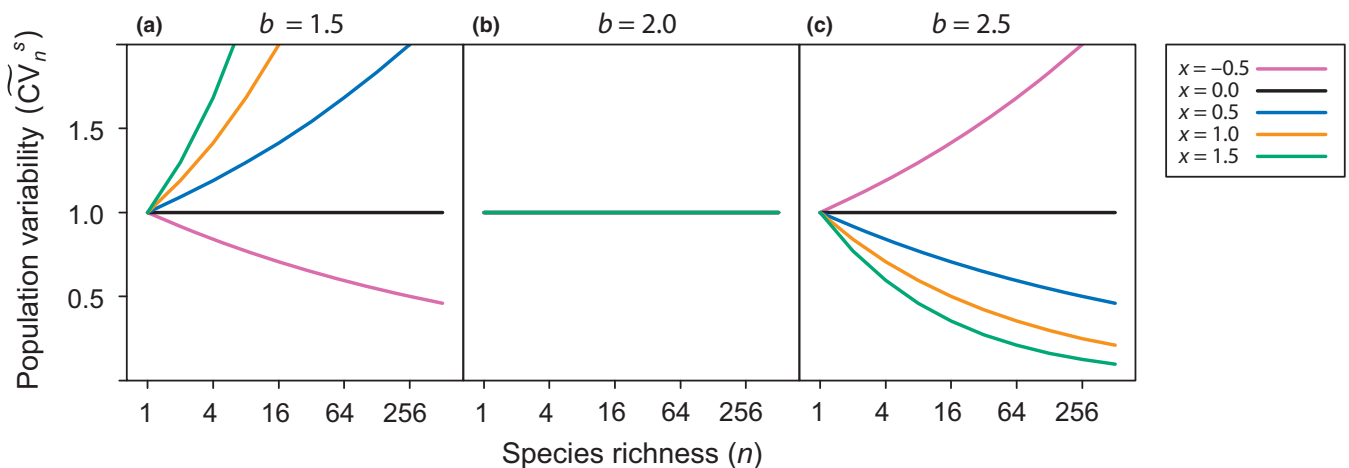 (a) b = 1.5
(b) b = 2.0
(c) b = 2.5
Population variability (C͠V_n^s)
1.5
1.0
0.5
1 4 16 64 256
1 4 16 64 256
1 4 16 64 256
Species richness (n)
x = –0.5
x = 0.0
x = 0.5
x = 1.0
x = 1.5